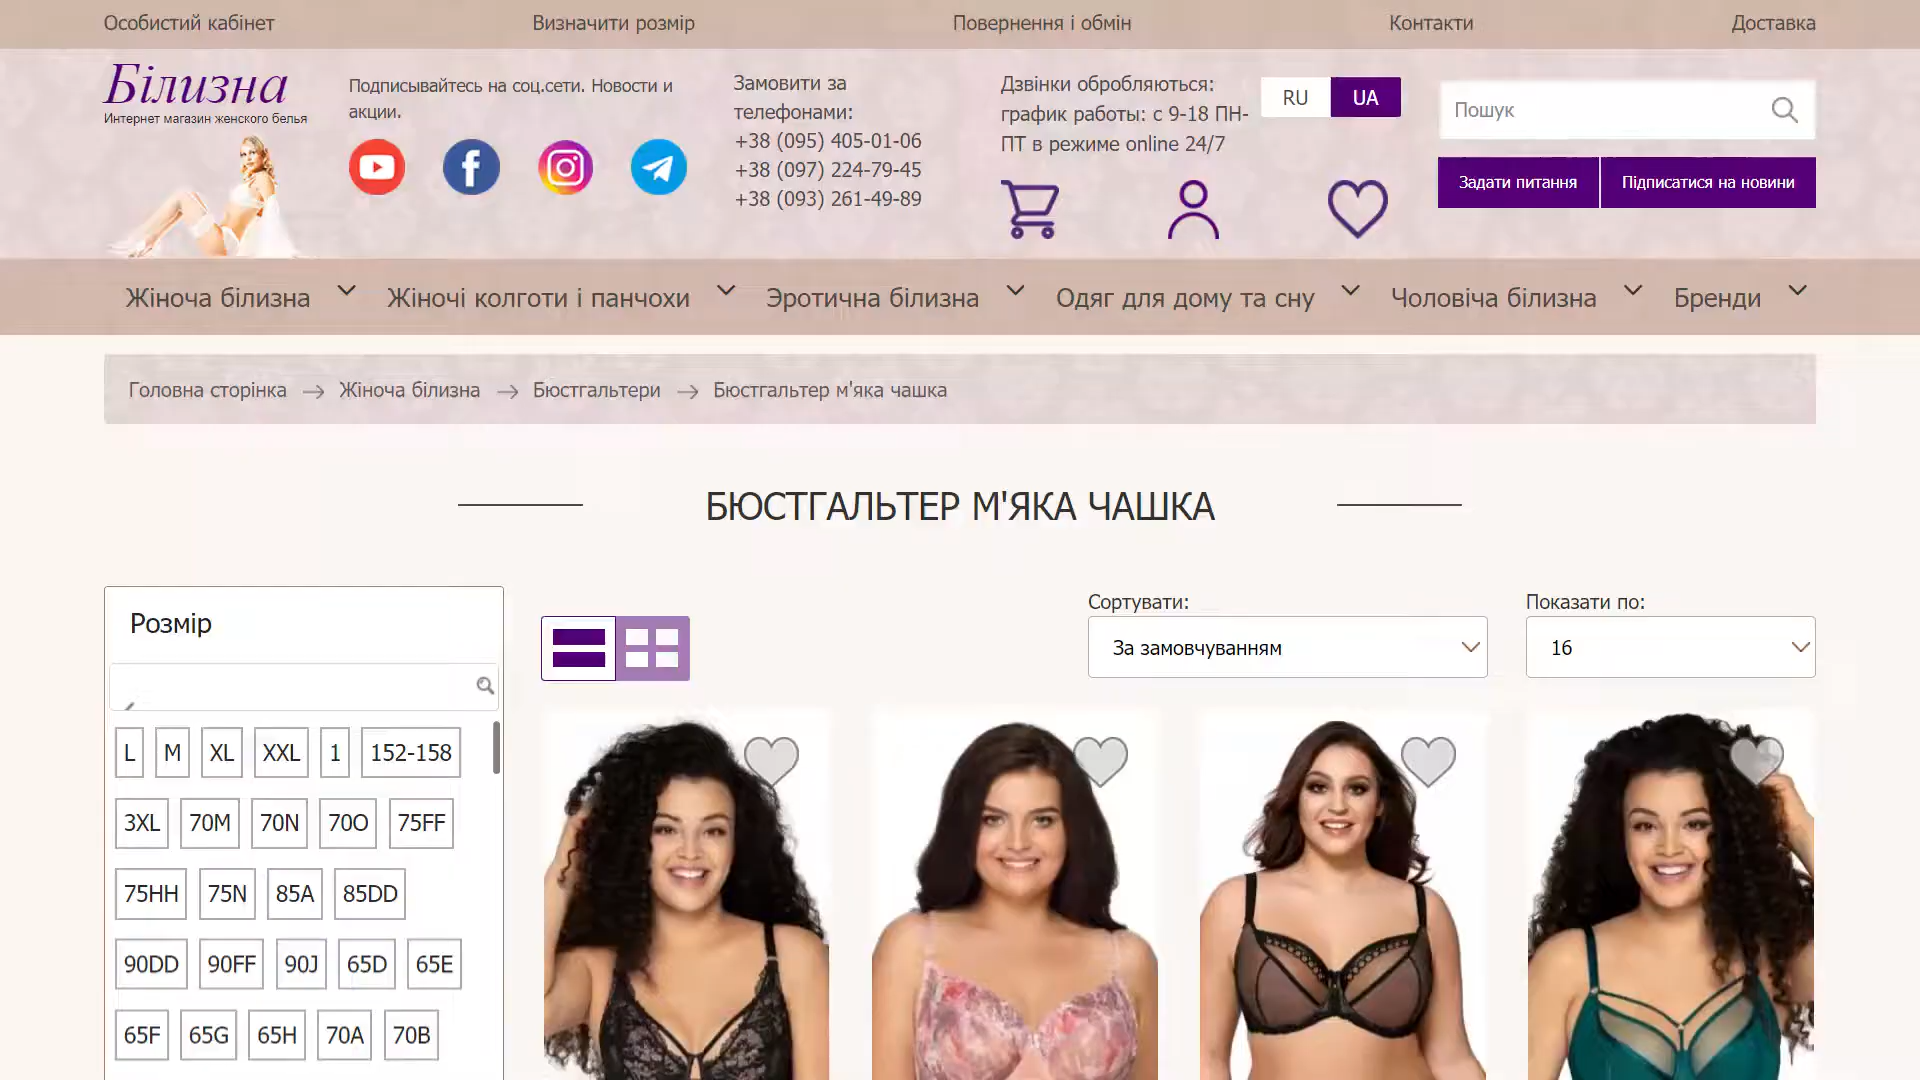 Особистий кабінет
Визначити розмір
Повернення і обмін
Контакти
Доставка
Білизна
Интернет магазин женского белья
Подписывайтесь на соц.сети. Новости и
акции.
Замовити за
телефонами:
+38 (095) 405-01-06
+38 (097) 224-79-45
+38 (093) 261-49-89
Дзвінки обробляються:
график работы: с 9-18 ПН-
ПТ в режиме online 24/7
RU
UA
Пошук
Задати питання
Підписатися на новини
Жіноча білизна
Жіночі колготи і панчохи
Эротична білизна
Одяг для дому та сну
Чоловіча білизна
Бренди
Головна сторінка
Жіноча білизна
Бюстгальтери
Бюстгальтер м'яка чашка
БЮСТГАЛЬТЕР М'ЯКА ЧАШКА
Розмір
L M XL XXL 1 152-158
3XL 70M 70N 70O 75FF
75HH 75N 85A 85DD
90DD 90FF 90J 65D 65E
65F 65G 65H 70A 70B
Сортувати:
За замовчуванням
Показати по:
16